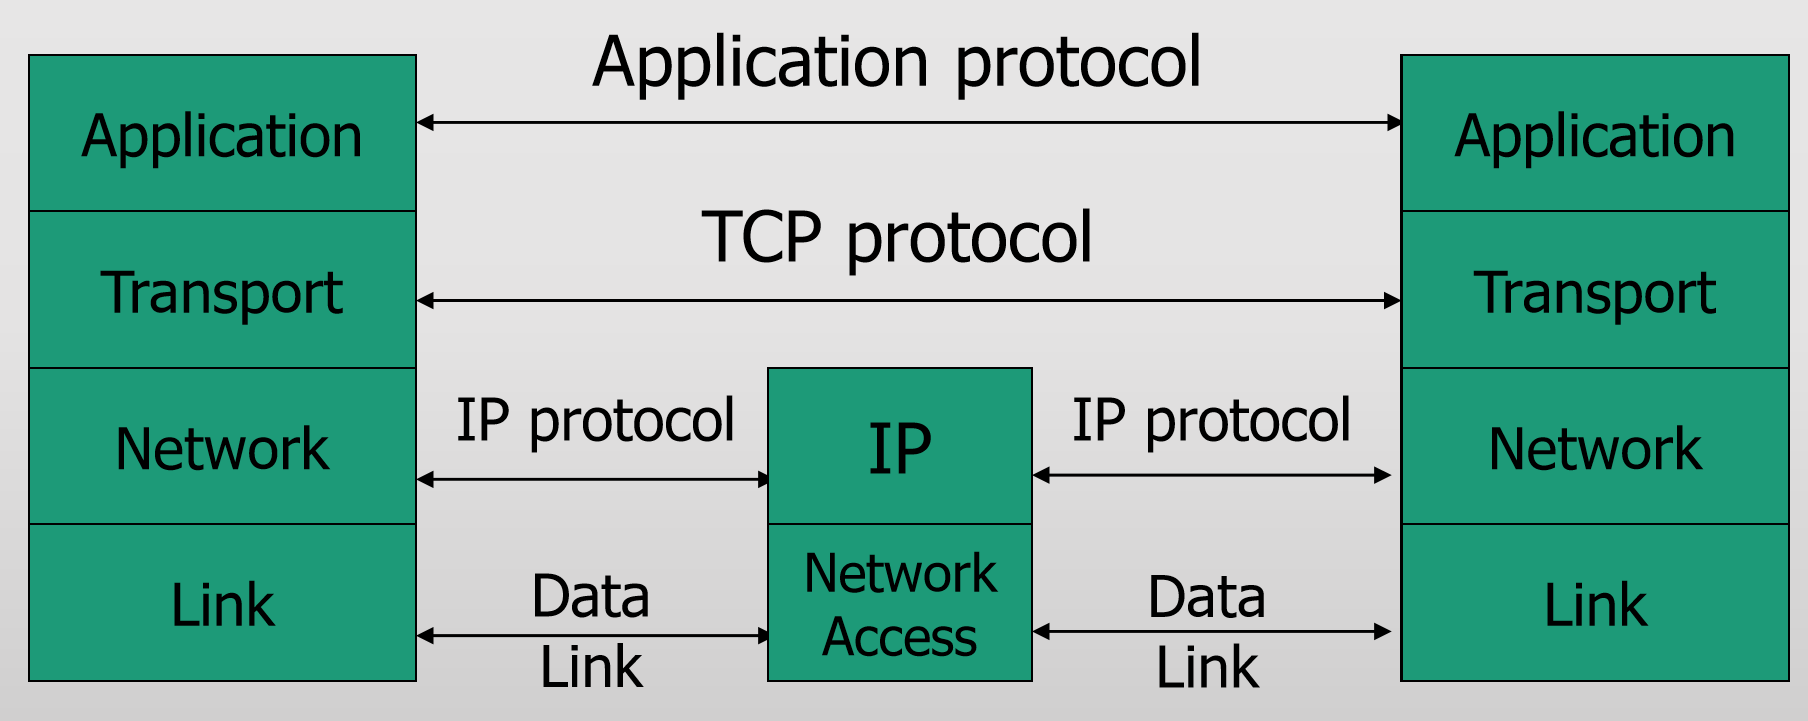 Application protocol
Application
Application
TCP protocol
Transport
Transport
IP protocol
IP
IP protocol
Network
Network
Data
Link
Network
Access
Data
Link
Link
Link